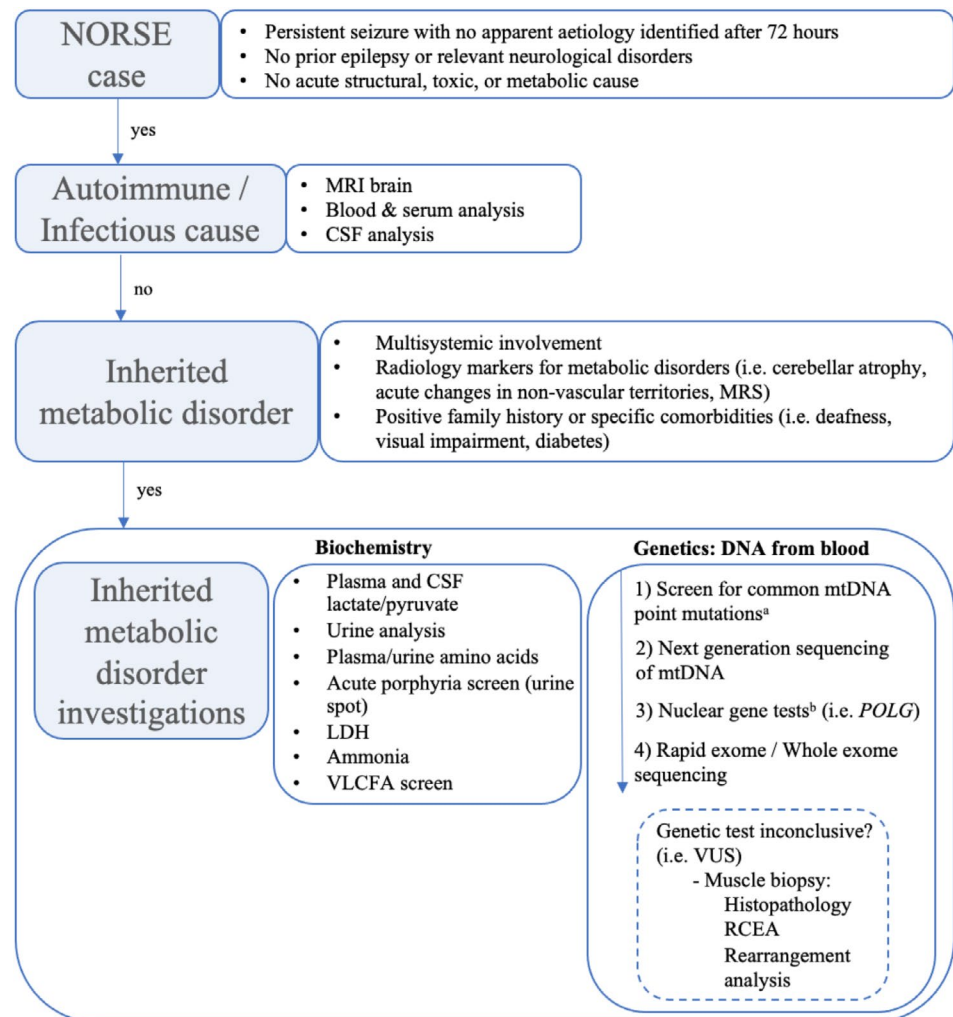 NORSE
case
• Persistent seizure with no apparent aetiology identified after 72 hours
• No prior epilepsy or relevant neurological disorders
• No acute structural, toxic, or metabolic cause
yes
Autoimmune /
Infectious cause
• MRI brain
• Blood & serum analysis
• CSF analysis
no
Inherited
metabolic disorder
• Multisystemic involvement
• Radiology markers for metabolic disorders (i.e. cerebellar atrophy,
acute changes in non-vascular territories, MRS)
• Positive family history or specific comorbidities (i.e. deafness,
visual impairment, diabetes)
yes
Inherited
metabolic
disorder
investigations
Biochemistry
• Plasma and CSF
lactate/pyruvate
• Urine analysis
• Plasma/urine amino acids
• Acute porphyria screen (urine
spot)
• LDH
• Ammonia
• VLCFA screen
Genetics: DNA from blood
1) Screen for common mtDNA
point mutationsᵃ
2) Next generation sequencing
of mtDNA
3) Nuclear gene testsᵇ (i.e. POLG)
4) Rapid exome / Whole exome
sequencing
Genetic test inconclusive?
(i.e. VUS)
- Muscle biopsy:
Histopathology
RCEA
Rearrangement
analysis